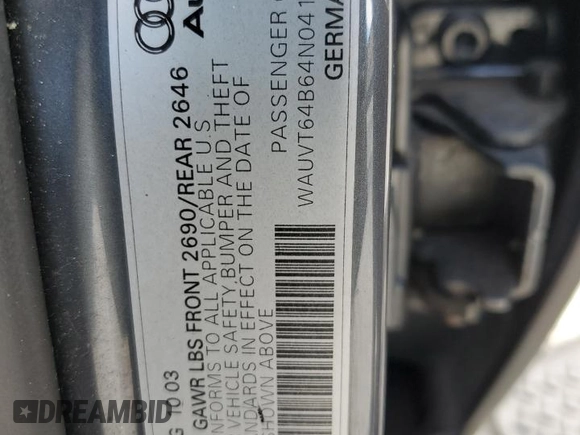 Au
G 10 03
GAWR LBS FRONT 2690/REAR 2646
NFORMS TO ALL APPLICABLE U.S
VEHICLE SAFETY,BUMPER AND THEFT
NDARDS IN EFFECT ON THE DATE OF
SHOWN ABOVE
PASSENGER
WAUVT64B64N041
GERMA
DREAMBID